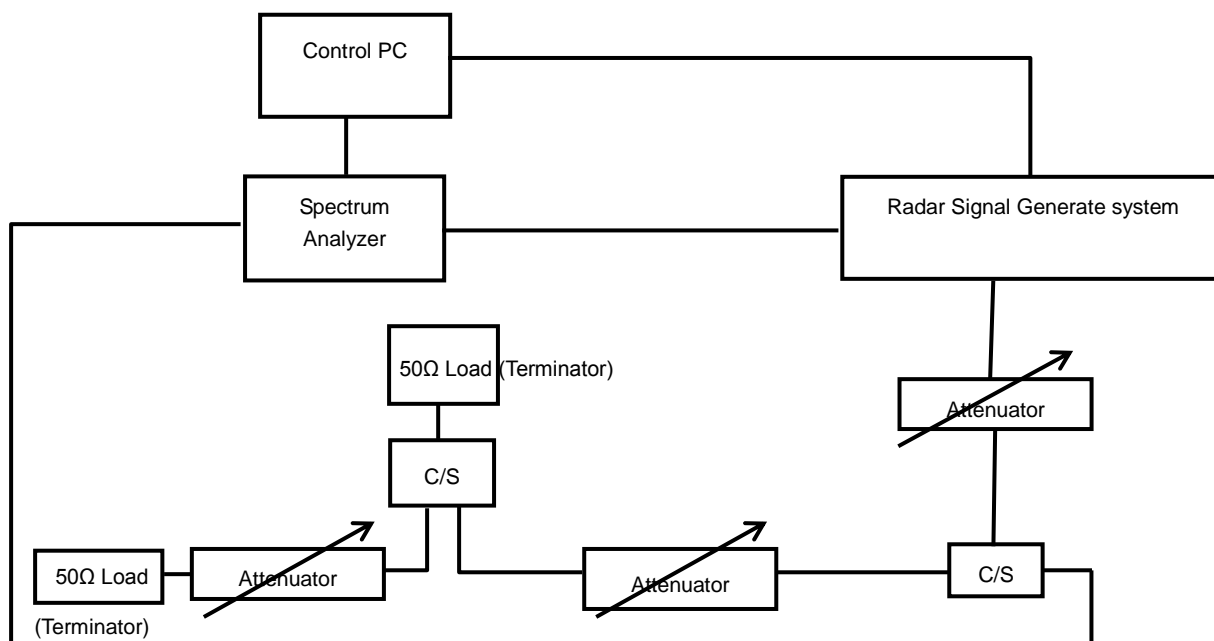 Control PC
Spectrum
Analyzer
Radar Signal Generate system
50Ω Load (Terminator)
Attenuator
C/S
50Ω Load
(Terminator)
Attenuator
Attenuator
C/S